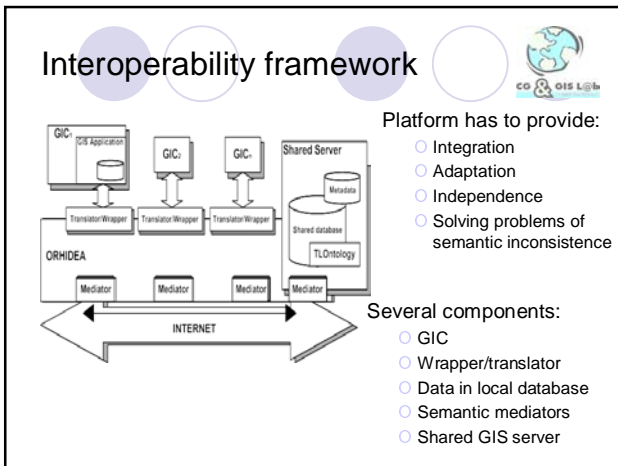 Interoperability framework
CG & GIS L@b
GIC1
GIS Application
GIC2
GICn
Shared Server
Metadata
Shared database
TLOntology
Translator/Wrapper
Translator/Wrapper
Translator/Wrapper
ORHIDEA
Mediator
Mediator
Mediator
Mediator
INTERNET
Platform has to provide:
Integration
Adaptation
Independence
Solving problems of
semantic inconsistence
Several components:
GIC
Wrapper/translator
Data in local database
Semantic mediators
Shared GIS server